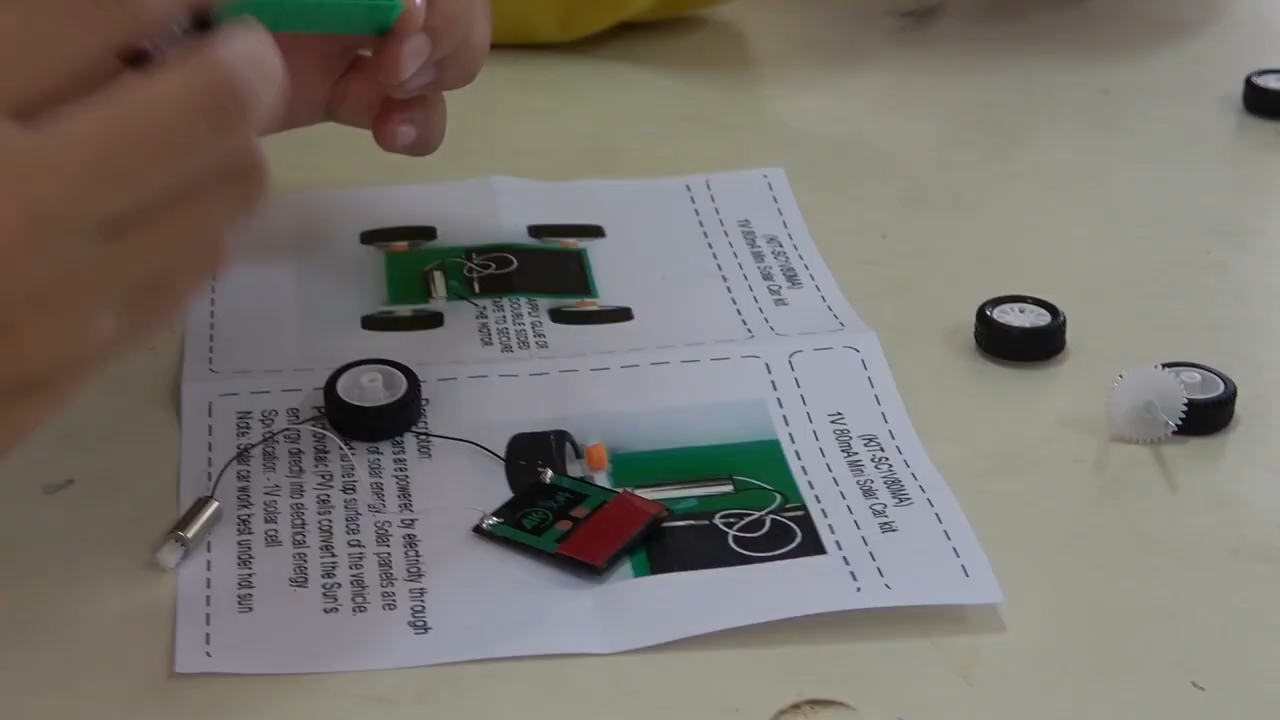 (KIT-SC1V80MA)
1V 80mA Mini Solar Car kit
APPLY GLUE OR
DOUBLE SIDED
TAPE TO SECURE
THE MOTOR
(KIT-SC1V80MA)
1V 80mA Mini Solar Car kit
Description:
cars are powered by electricity through
of solar energy. Solar panels are
the top surface of the vehicle.
(PV) cells convert the Sun's
energy directly into electrical energy.
Specification:- 1V solar cell
Note: Solar car work best under hot sun